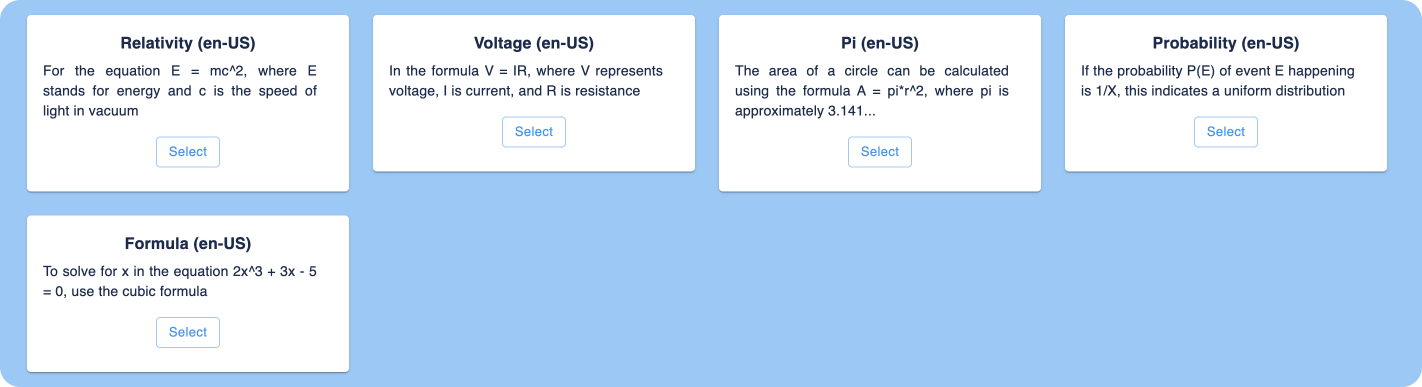 Relativity (en-US)
For the equation E = mc^2, where E
stands for energy and c is the speed of
light in vacuum
Select
Voltage (en-US)
In the formula V = IR, where V represents
voltage, I is current, and R is resistance
Select
Pi (en-US)
The area of a circle can be calculated
using the formula A = pi*r^2, where pi is
approximately 3.141...
Select
Probability (en-US)
If the probability P(E) of event E happening
is 1/X, this indicates a uniform distribution
Select
Formula (en-US)
To solve for x in the equation 2x^3 + 3x - 5
= 0, use the cubic formula
Select